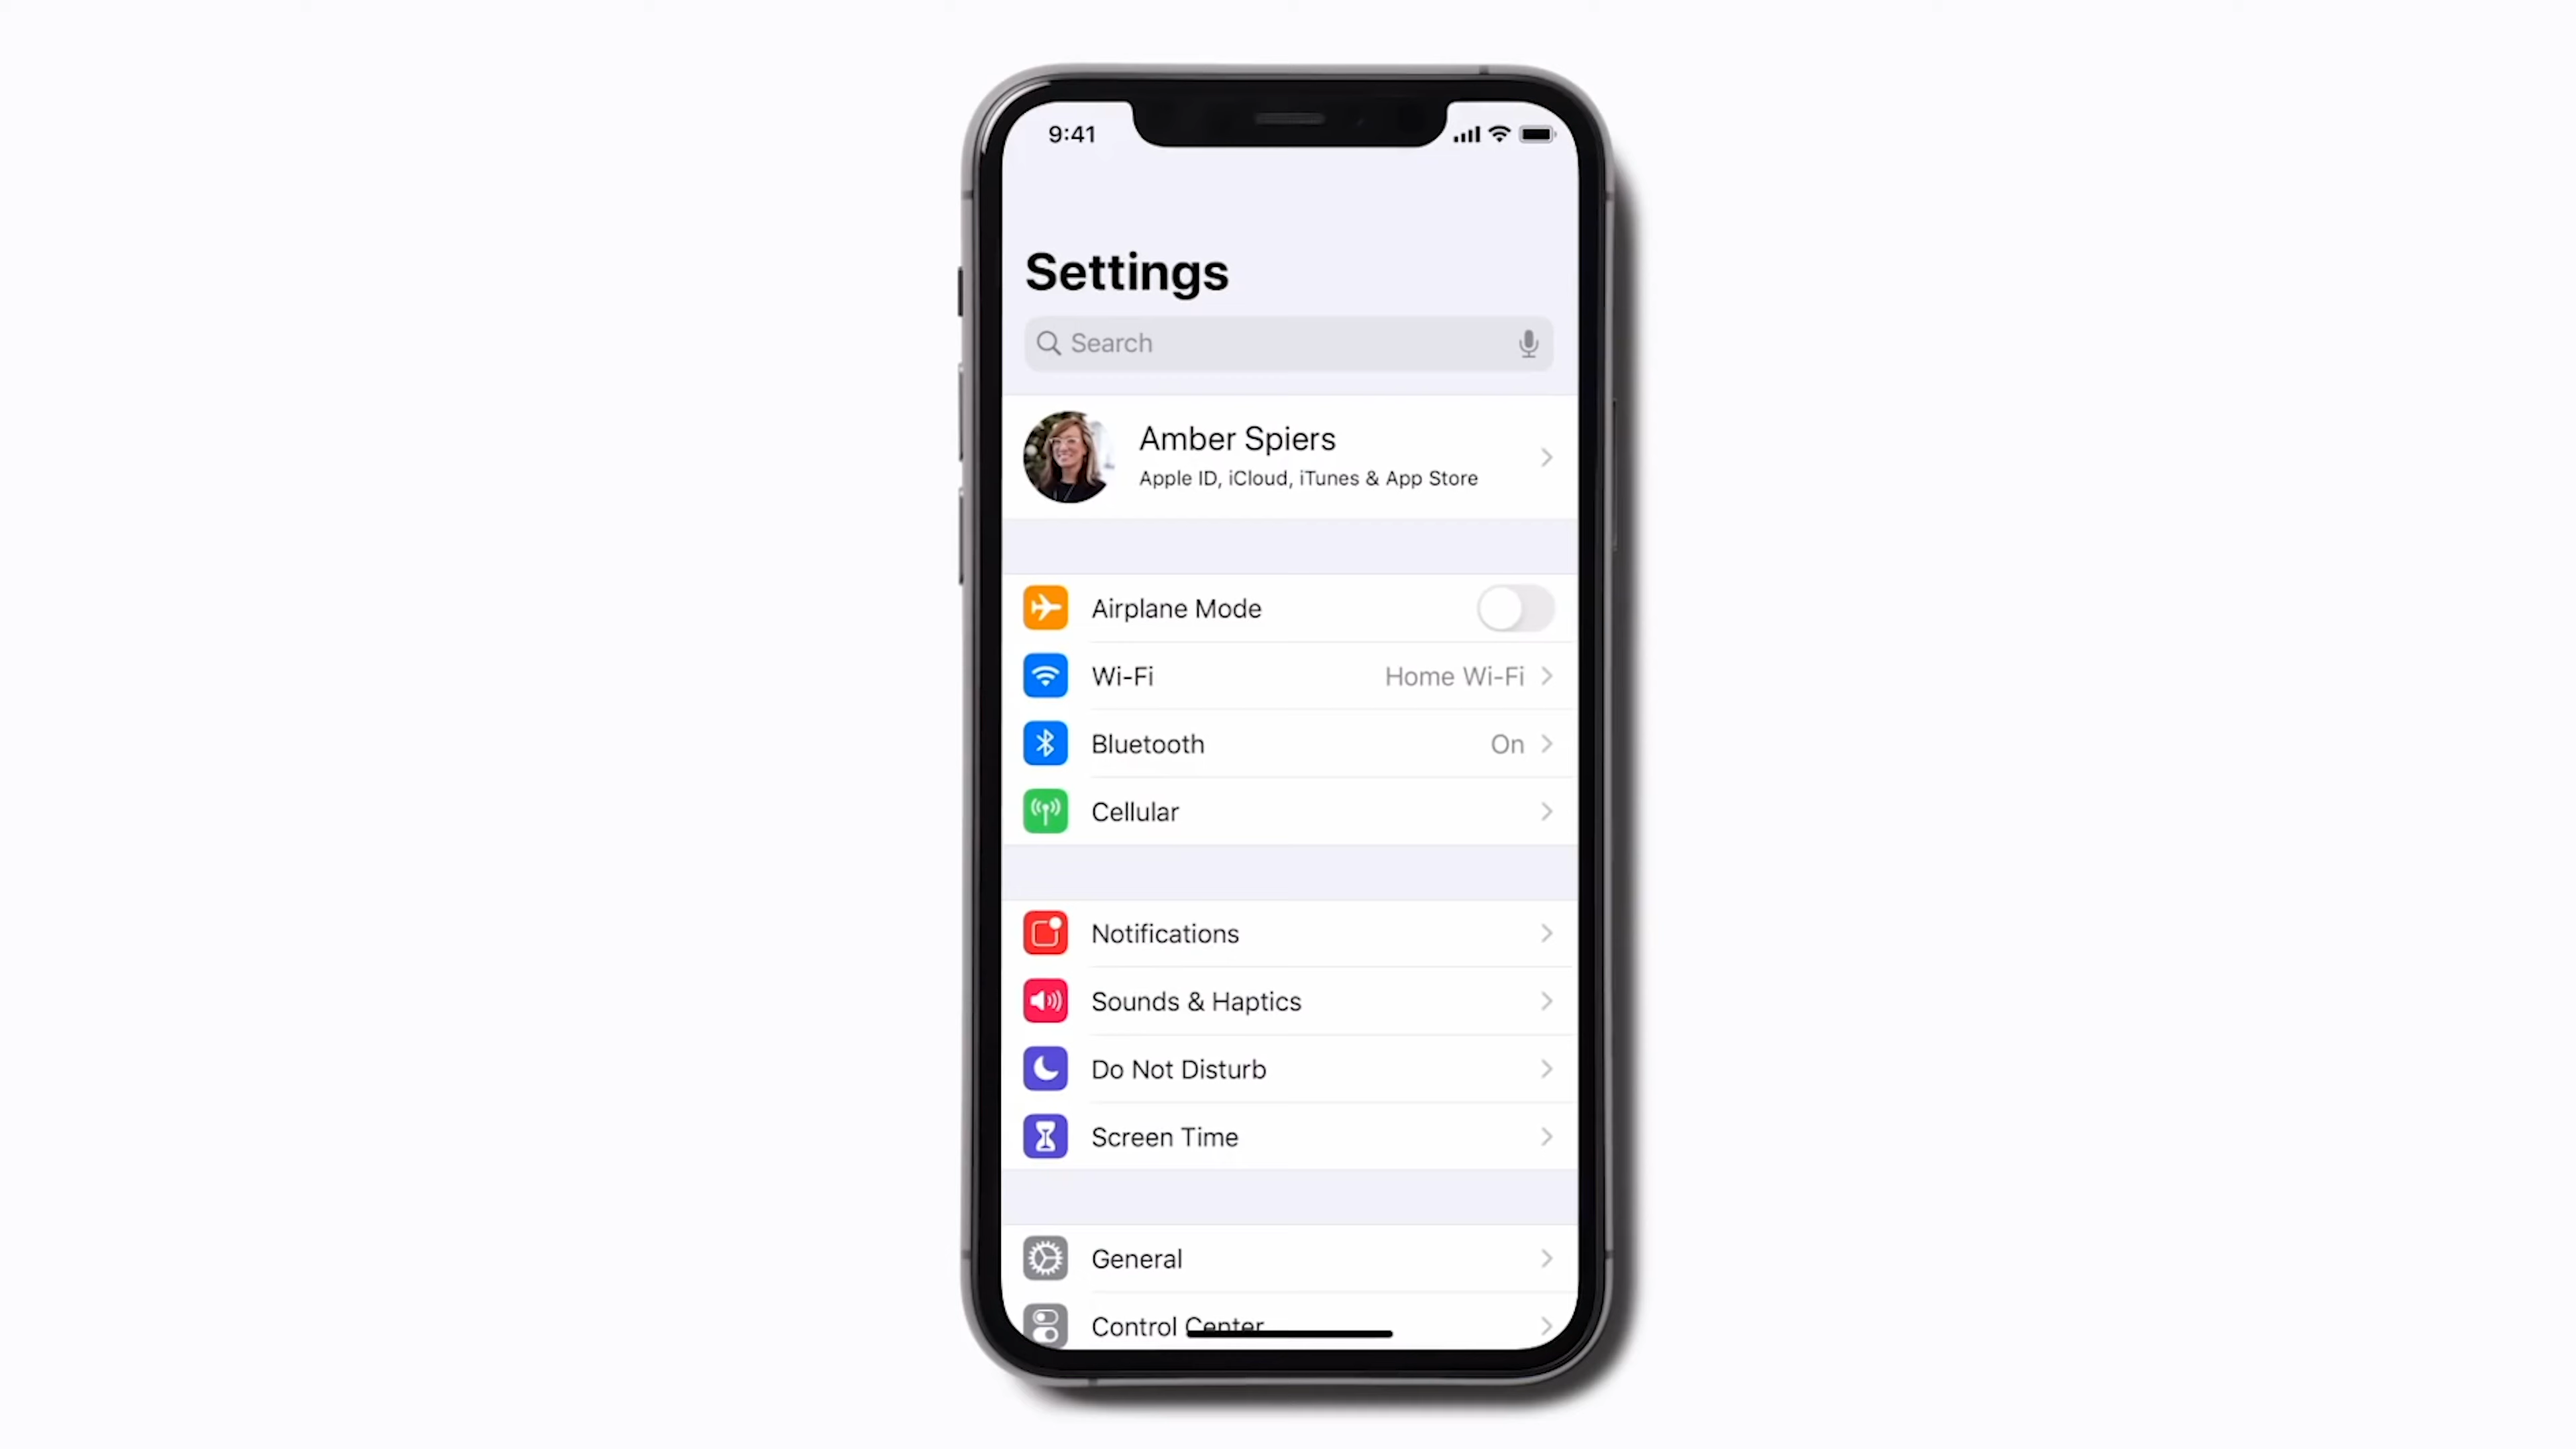 9:41
Settings
Search
Amber Spiers
Apple ID, iCloud, iTunes & App Store
Airplane Mode
Wi-Fi Home Wi-Fi
Bluetooth On
Cellular
Notifications
Sounds & Haptics
Do Not Disturb
Screen Time
General
Control Center